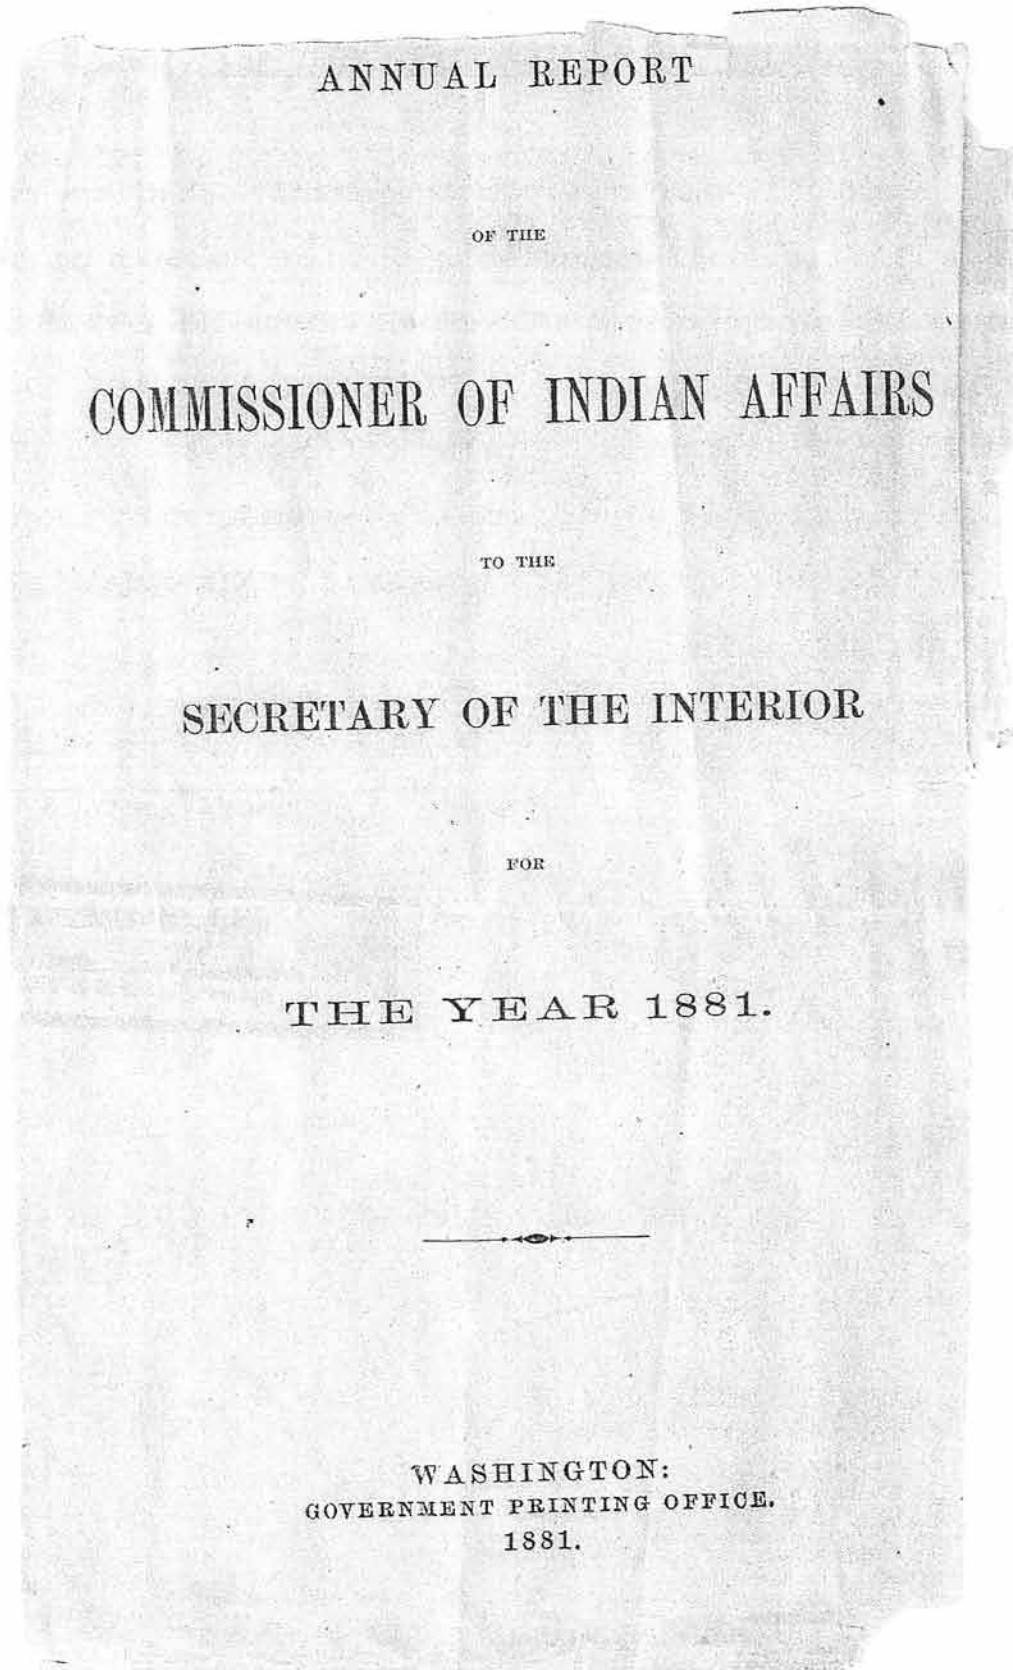 ANNUAL REPORT
OF THE
COMMISSIONER OF INDIAN AFFAIRS
TO THE
SECRETARY OF THE INTERIOR
FOR
THE YEAR 1881.
WASHINGTON:
GOVERNMENT PRINTING OFFICE.
1881.